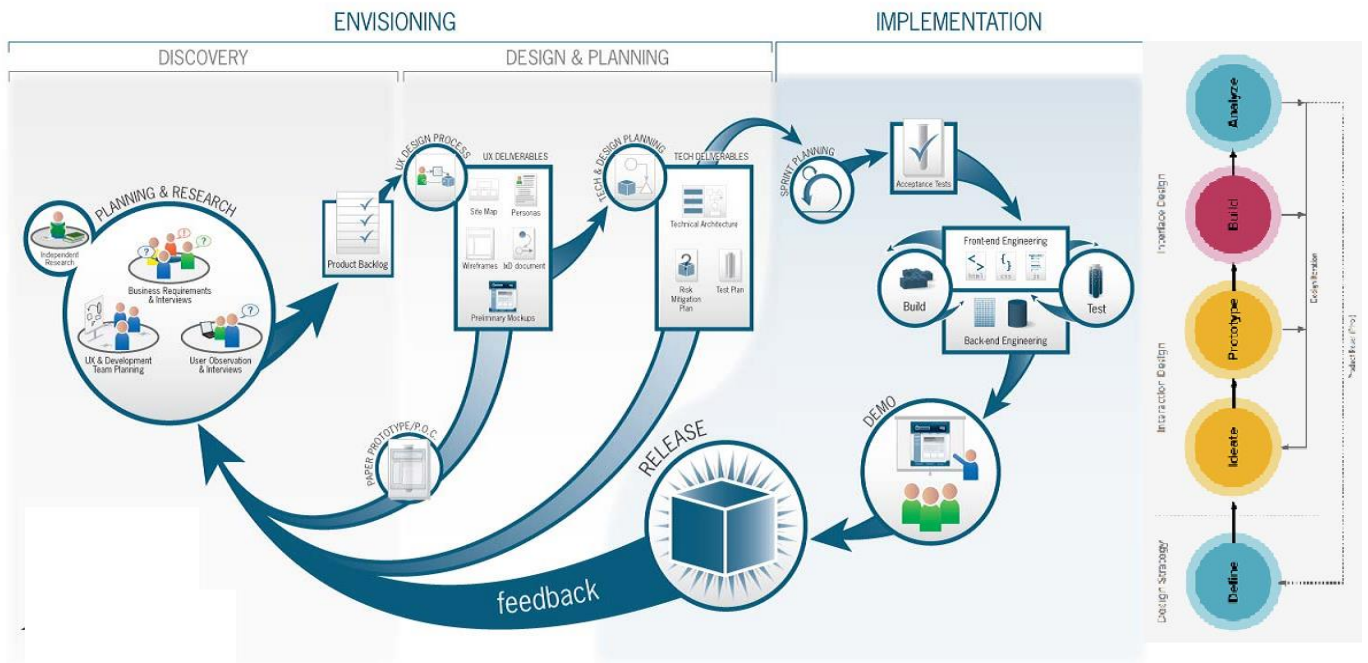 ENVISIONING
IMPLEMENTATION
DISCOVERY
DESIGN & PLANNING
PLANNING & RESEARCH
Independent
Research
Business Requirements
& Interviews
UX & Development
Team Planning
User Observation
& Interviews
Product Backlog
UX DESIGN PROCESS
UX DELIVERABLES
Site Map
Personas
Wireframes
IxD document
Preliminary Mockups
TECH & DESIGN PLANNING
TECH DELIVERABLES
Technical Architecture
Risk
Mitigation
Plan
Test Plan
SPRINT PLANNING
Acceptance Tests
Front-end Engineering
Build
Test
Back-end Engineering
DEMO
RELEASE
PAPER PROTOTYPE/P.O.C.
feedback
Analyze
Build
Prototype
Ideate
Define
Interface Design
Interaction Design
Design Strategy
Design Iteration